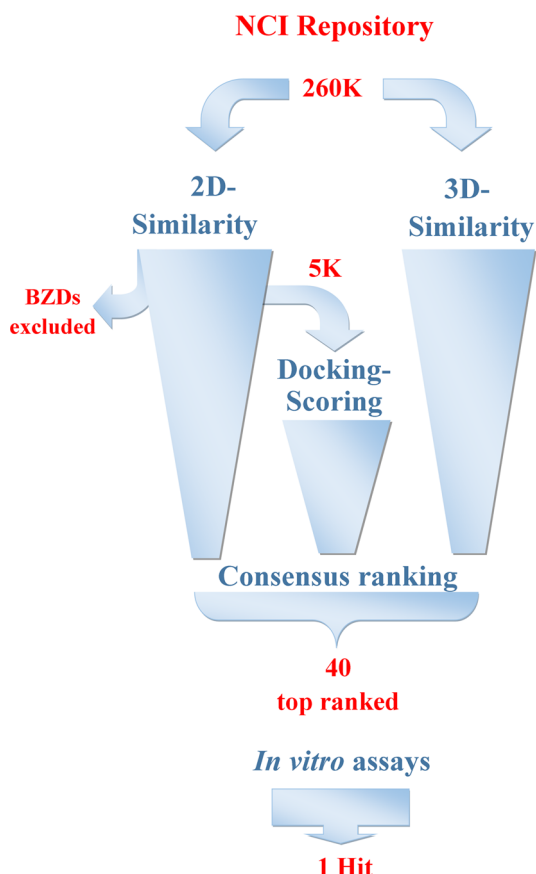 NCI Repository
260K
2D-
Similarity
3D-
Similarity
5K
BZDs
excluded
Docking-
Scoring
Consensus ranking
40
top ranked
In vitro assays
1 Hit